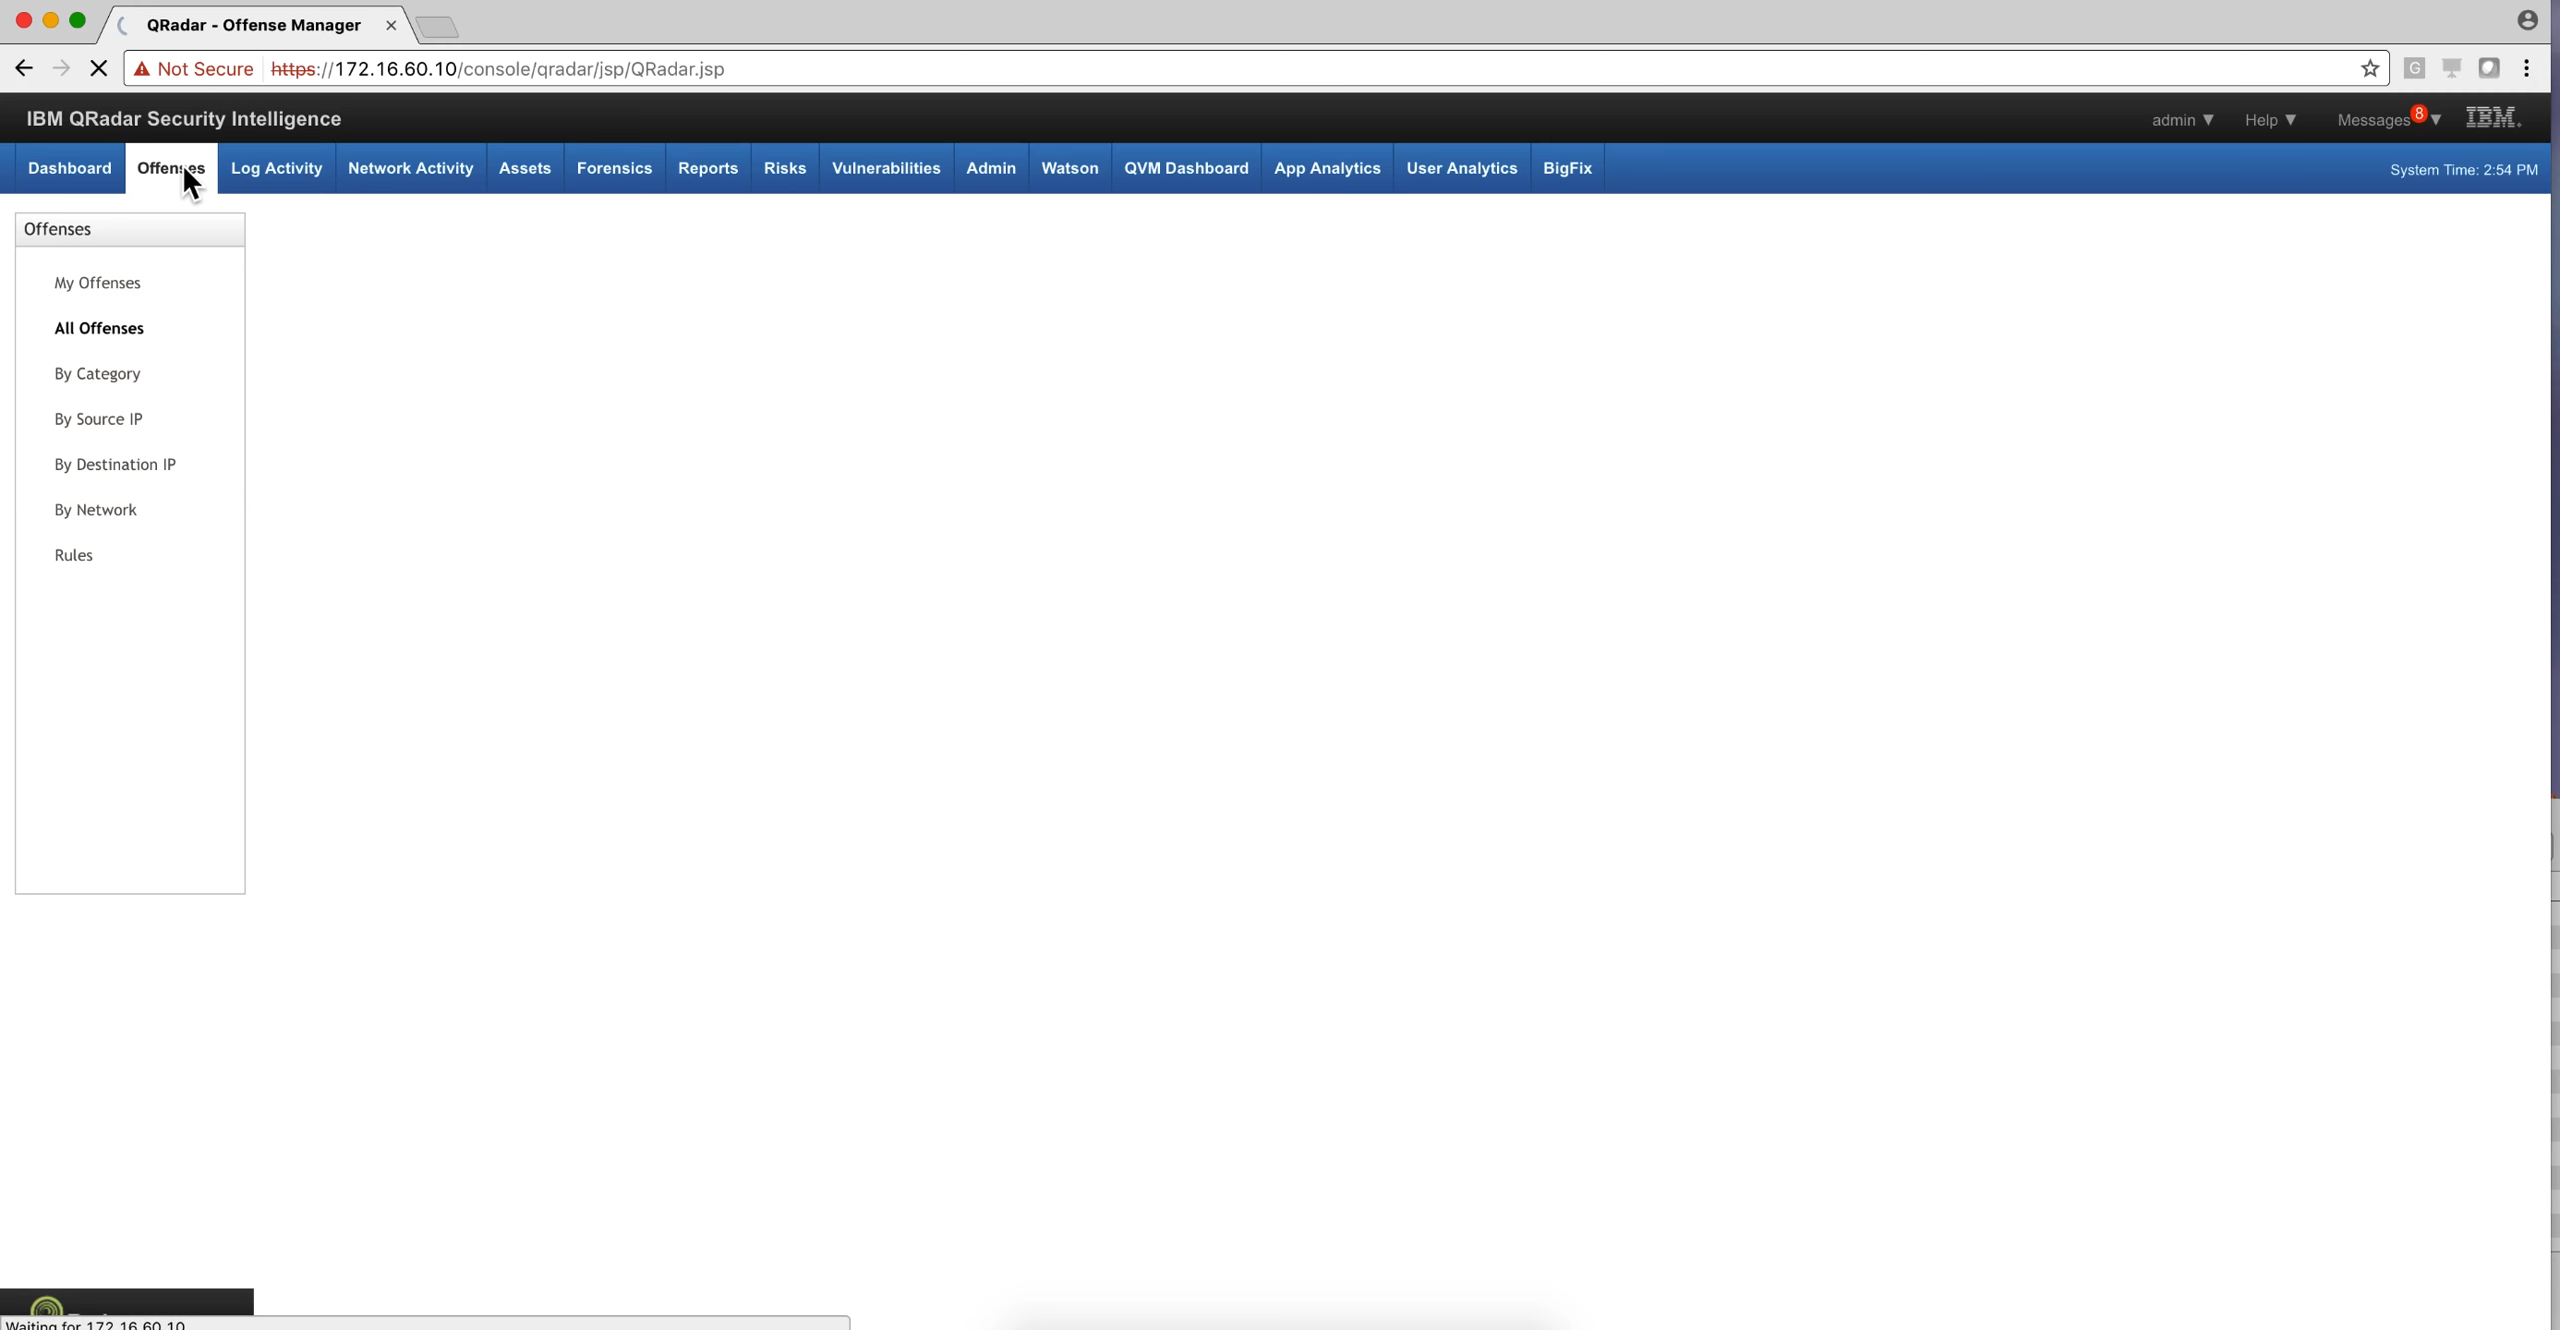 QRadar - Offense Manager
Not Secure https://172.16.60.10/console/qradar/jsp/QRadar.jsp
G
IBM QRadar Security Intelligence
admin Help Messages 8 IBM
Dashboard Offenses Log Activity Network Activity Assets Forensics Reports Risks Vulnerabilities Admin Watson QVM Dashboard App Analytics User Analytics BigFix System Time: 2:54 PM
Offenses
My Offenses
All Offenses
By Category
By Source IP
By Destination IP
By Network
Rules
Waiting for 172.16.60.10